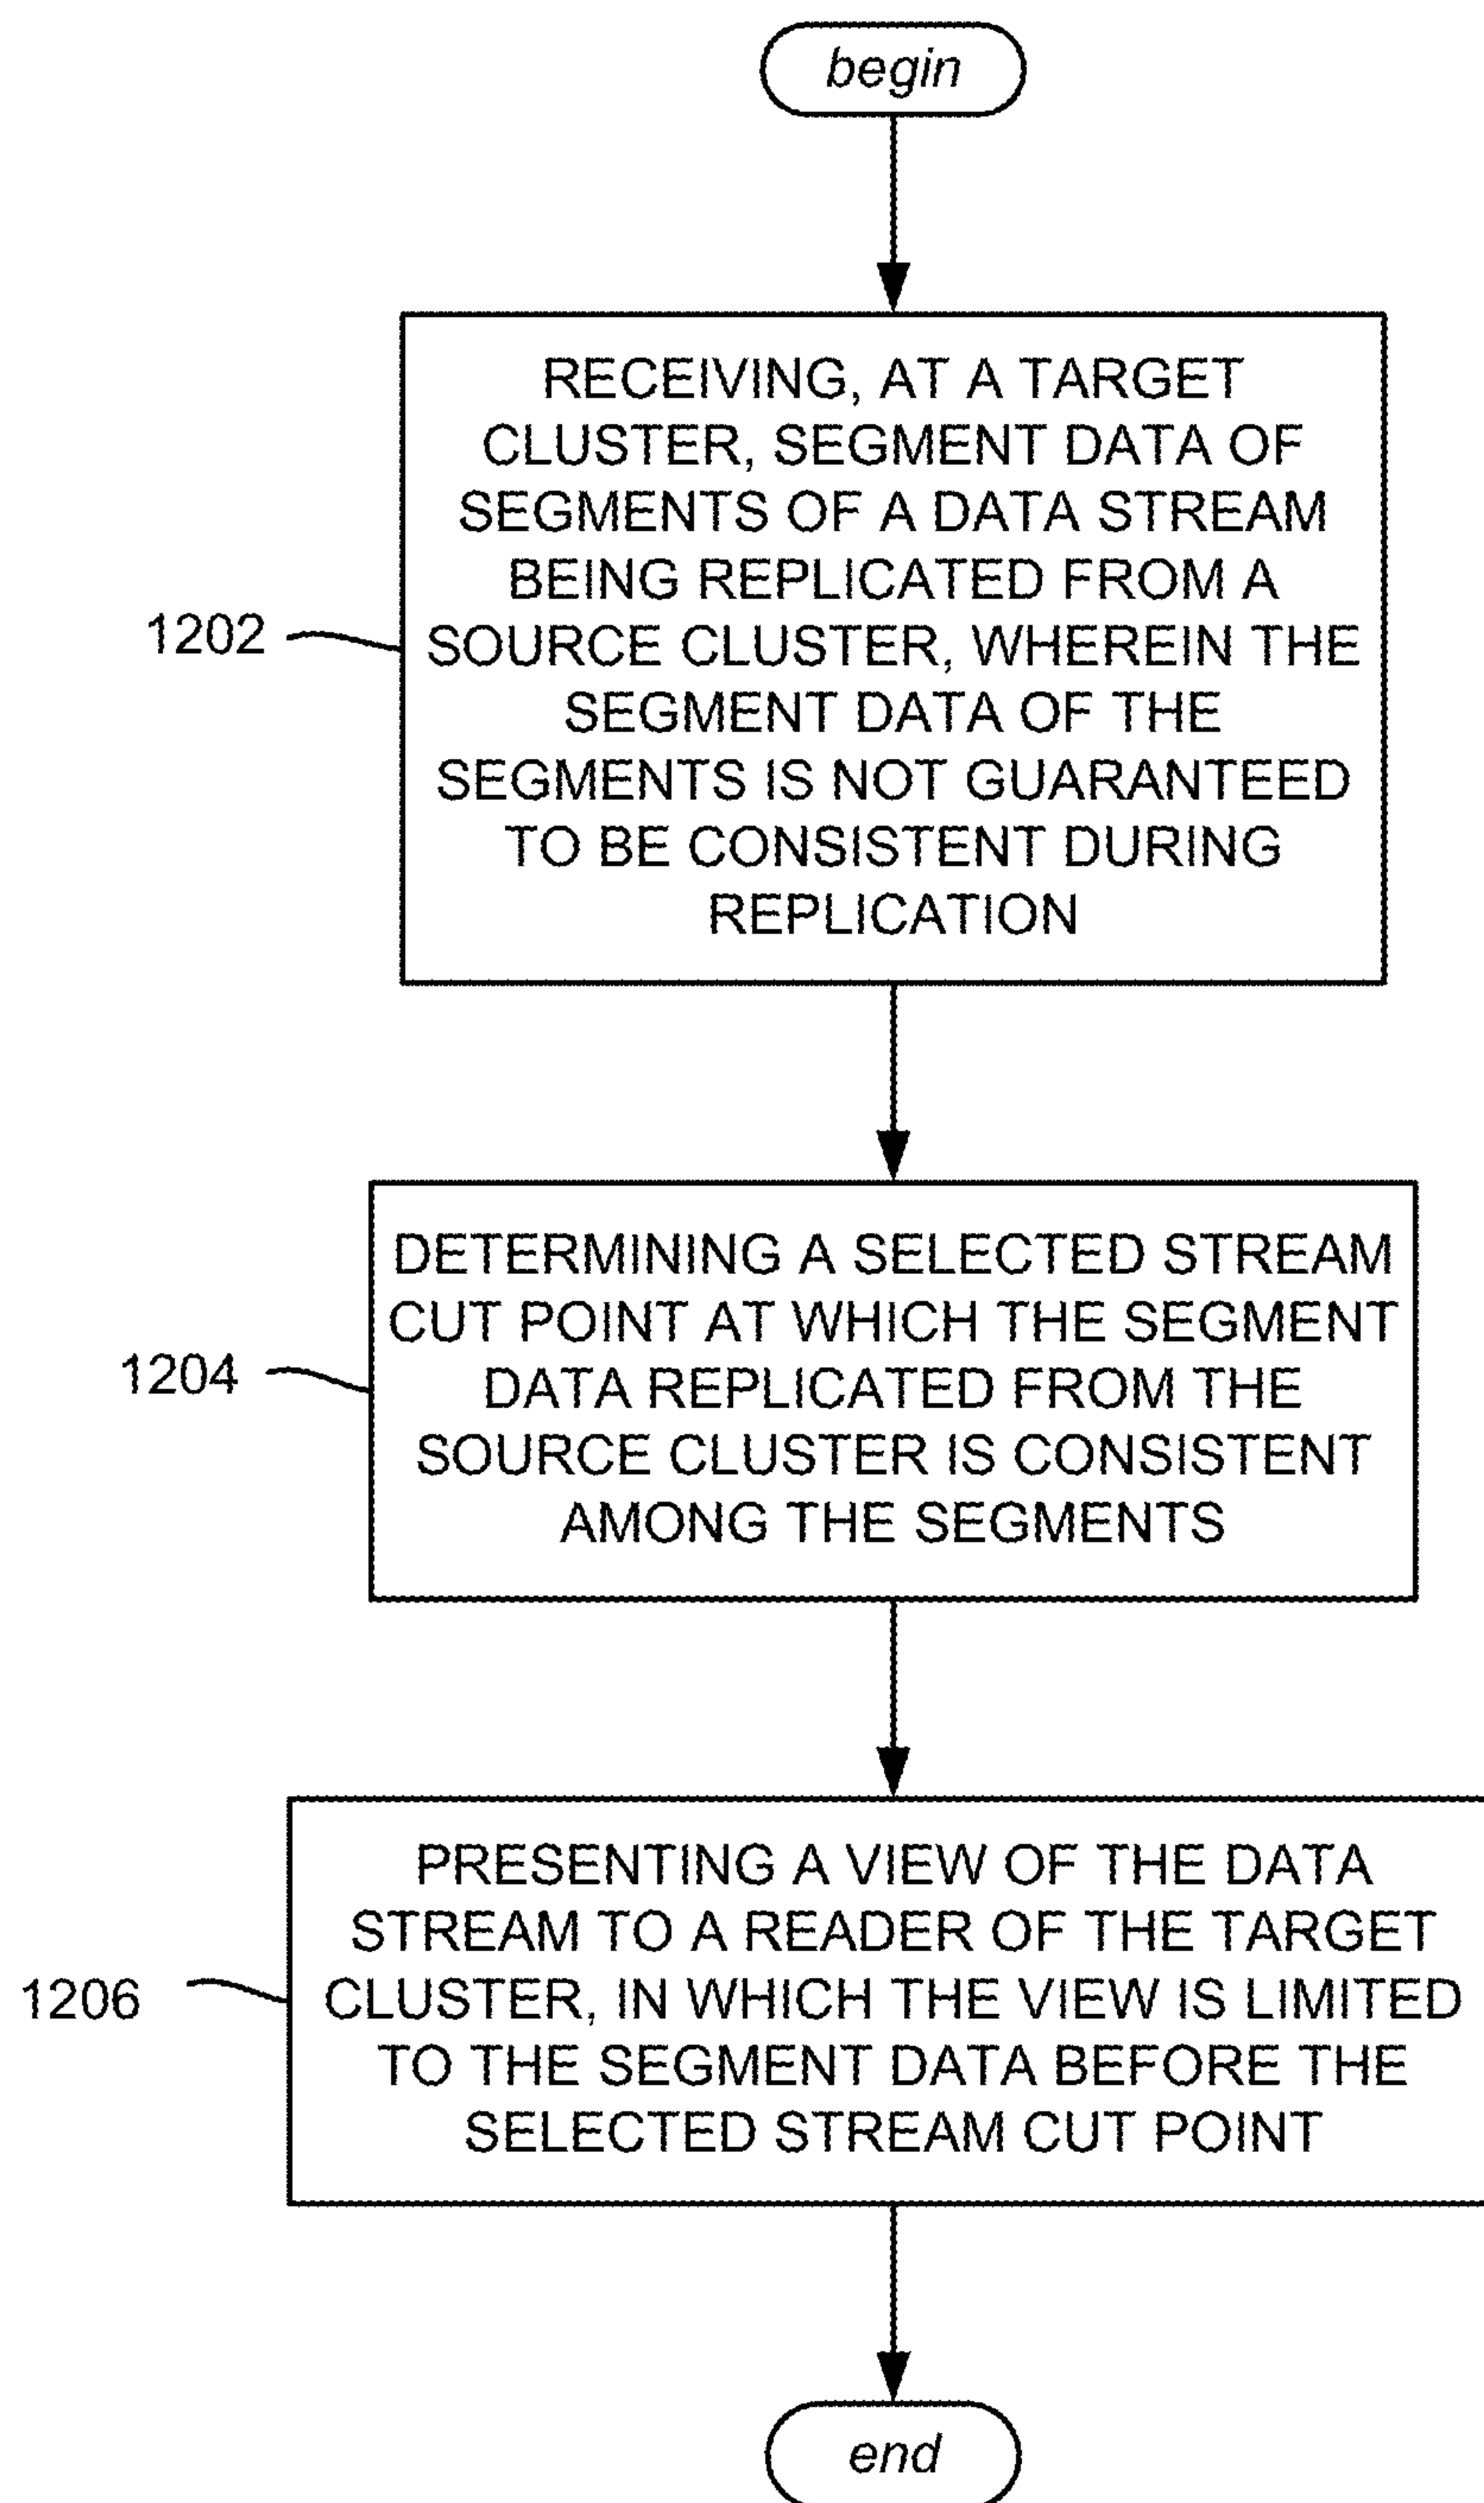 begin
RECEIVING, AT A TARGET
CLUSTER, SEGMENT DATA OF
SEGMENTS OF A DATA STREAM
BEING REPLICATED FROM A
1202
SOURCE CLUSTER, WHEREIN THE
SEGMENT DATA OF THE
SEGMENTS IS NOT GUARANTEED
TO BE CONSISTENT DURING
REPLICATION
DETERMINING A SELECTED STREAM
CUT POINT AT WHICH THE SEGMENT
1204
DATA REPLICATED FROM THE
SOURCE CLUSTER IS CONSISTENT
AMONG THE SEGMENTS
PRESENTING A VIEW OF THE DATA
STREAM TO A READER OF THE TARGET
1206
CLUSTER, IN WHICH THE VIEW IS LIMITED
TO THE SEGMENT DATA BEFORE THE
SELECTED STREAM CUT POINT
end